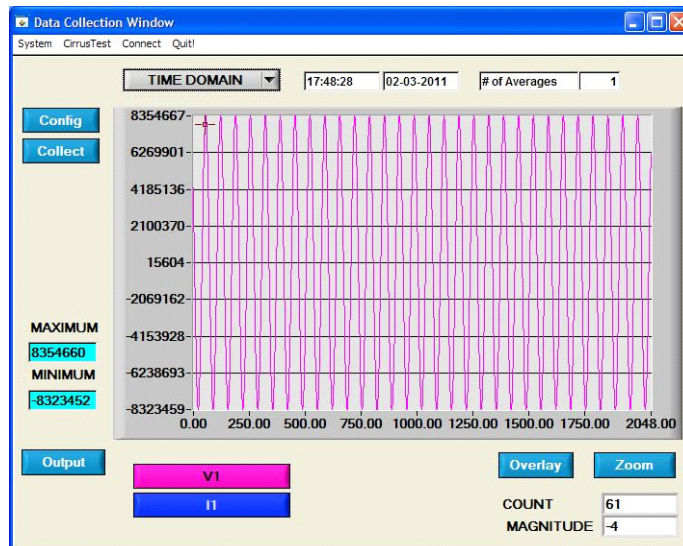 Data Collection Window
System CirrusTest Connect Quit!
TIME DOMAIN 17:48:28 02-03-2011 # of Averages 1
Config
Collect
8354667
6269901
4185136
2100370
15604
-2069162
-4153928
-6238693
-8323459
0.00 250.00 500.00 750.00 1000.00 1250.00 1500.00 1750.00 2048.00
MAXIMUM
8354660
MINIMUM
-8323452
Output
V1
I1
Overlay Zoom
COUNT 61
MAGNITUDE -4